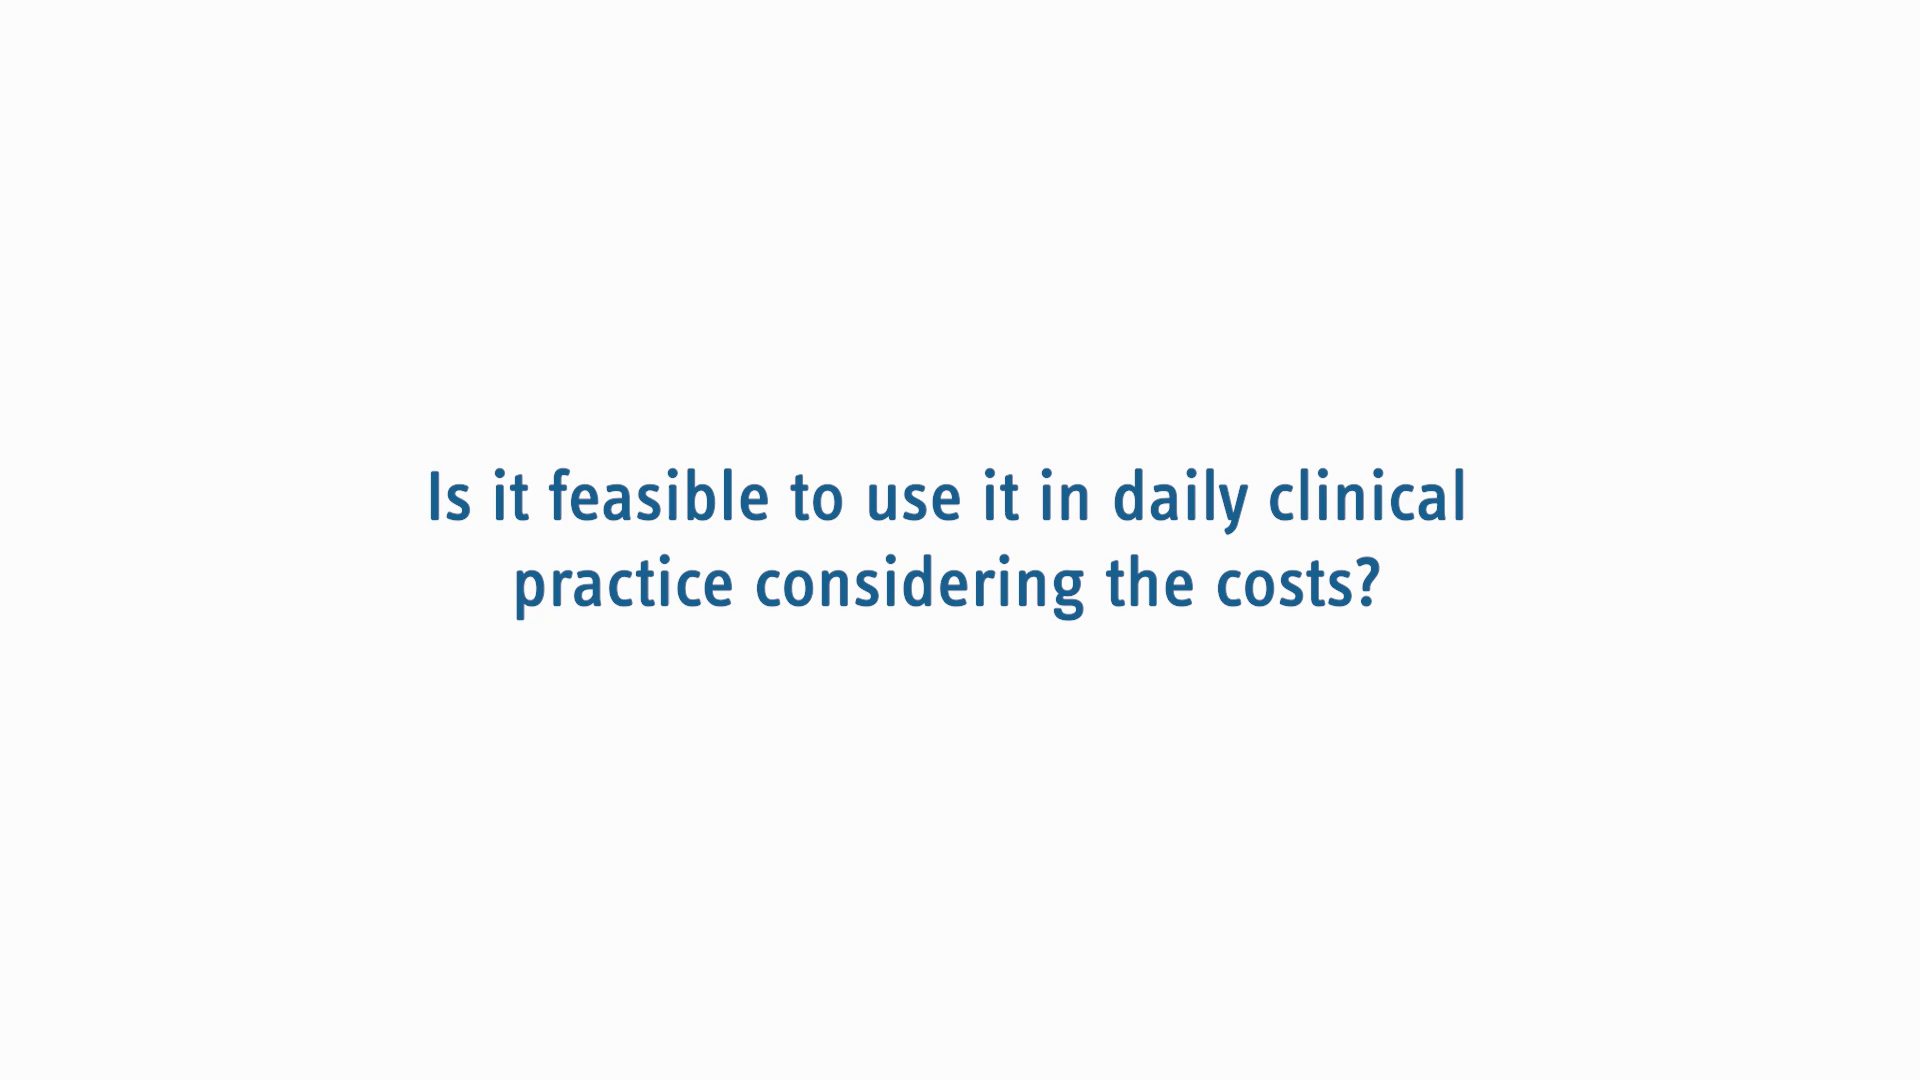 Is it feasible to use it in daily clinical
practice considering the costs?